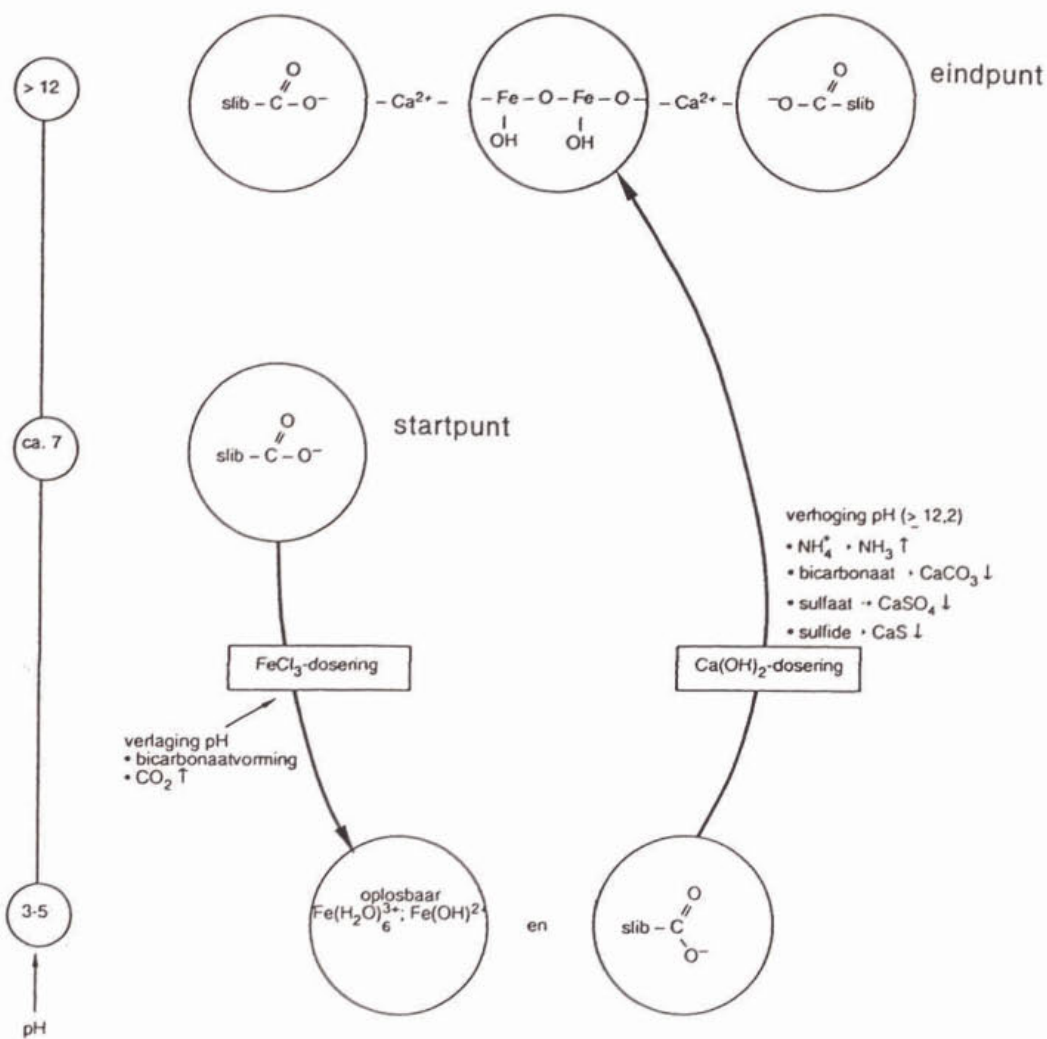 > 12
O
slib – C – O⁻
– Ca²⁺ –
– Fe – O – Fe – O –
OH
OH
– Ca²⁺ –
O
⁻O – C – slib
eindpunt
ca. 7
O
slib – C – O⁻
startpunt
verhoging pH (≥ 12,2)
• NH₄⁺ → NH₃ ↑
• bicarbonaat → CaCO₃ ↓
• sulfaat → CaSO₄ ↓
• sulfide → CaS ↓
FeCl₃-dosering
Ca(OH)₂-dosering
verlaging pH
• bicarbonaatvorming
• CO₂ ↑
3-5
oplosbaar
Fe(H₂O)₆³⁺; Fe(OH)²⁺
en
O
slib – C
O⁻
pH